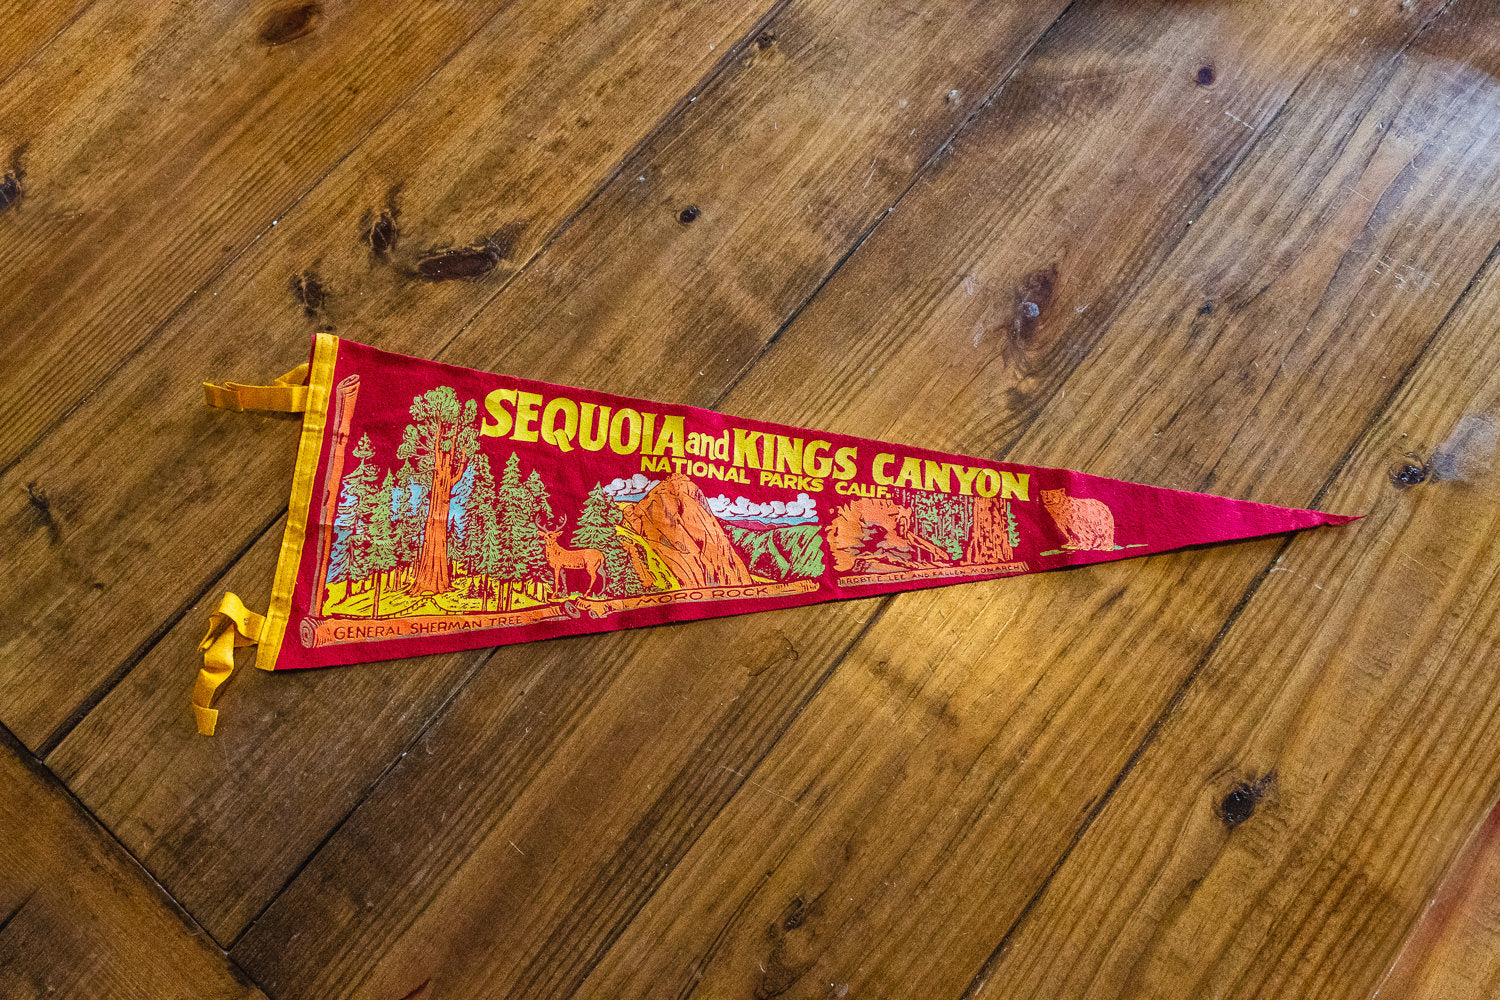 SEQUOIA and KINGS CANYON
NATIONAL PARKS CALIF.
GENERAL SHERMAN TREE
MORO ROCK
ROBT. E. LEE AND FALLEN MONARCH